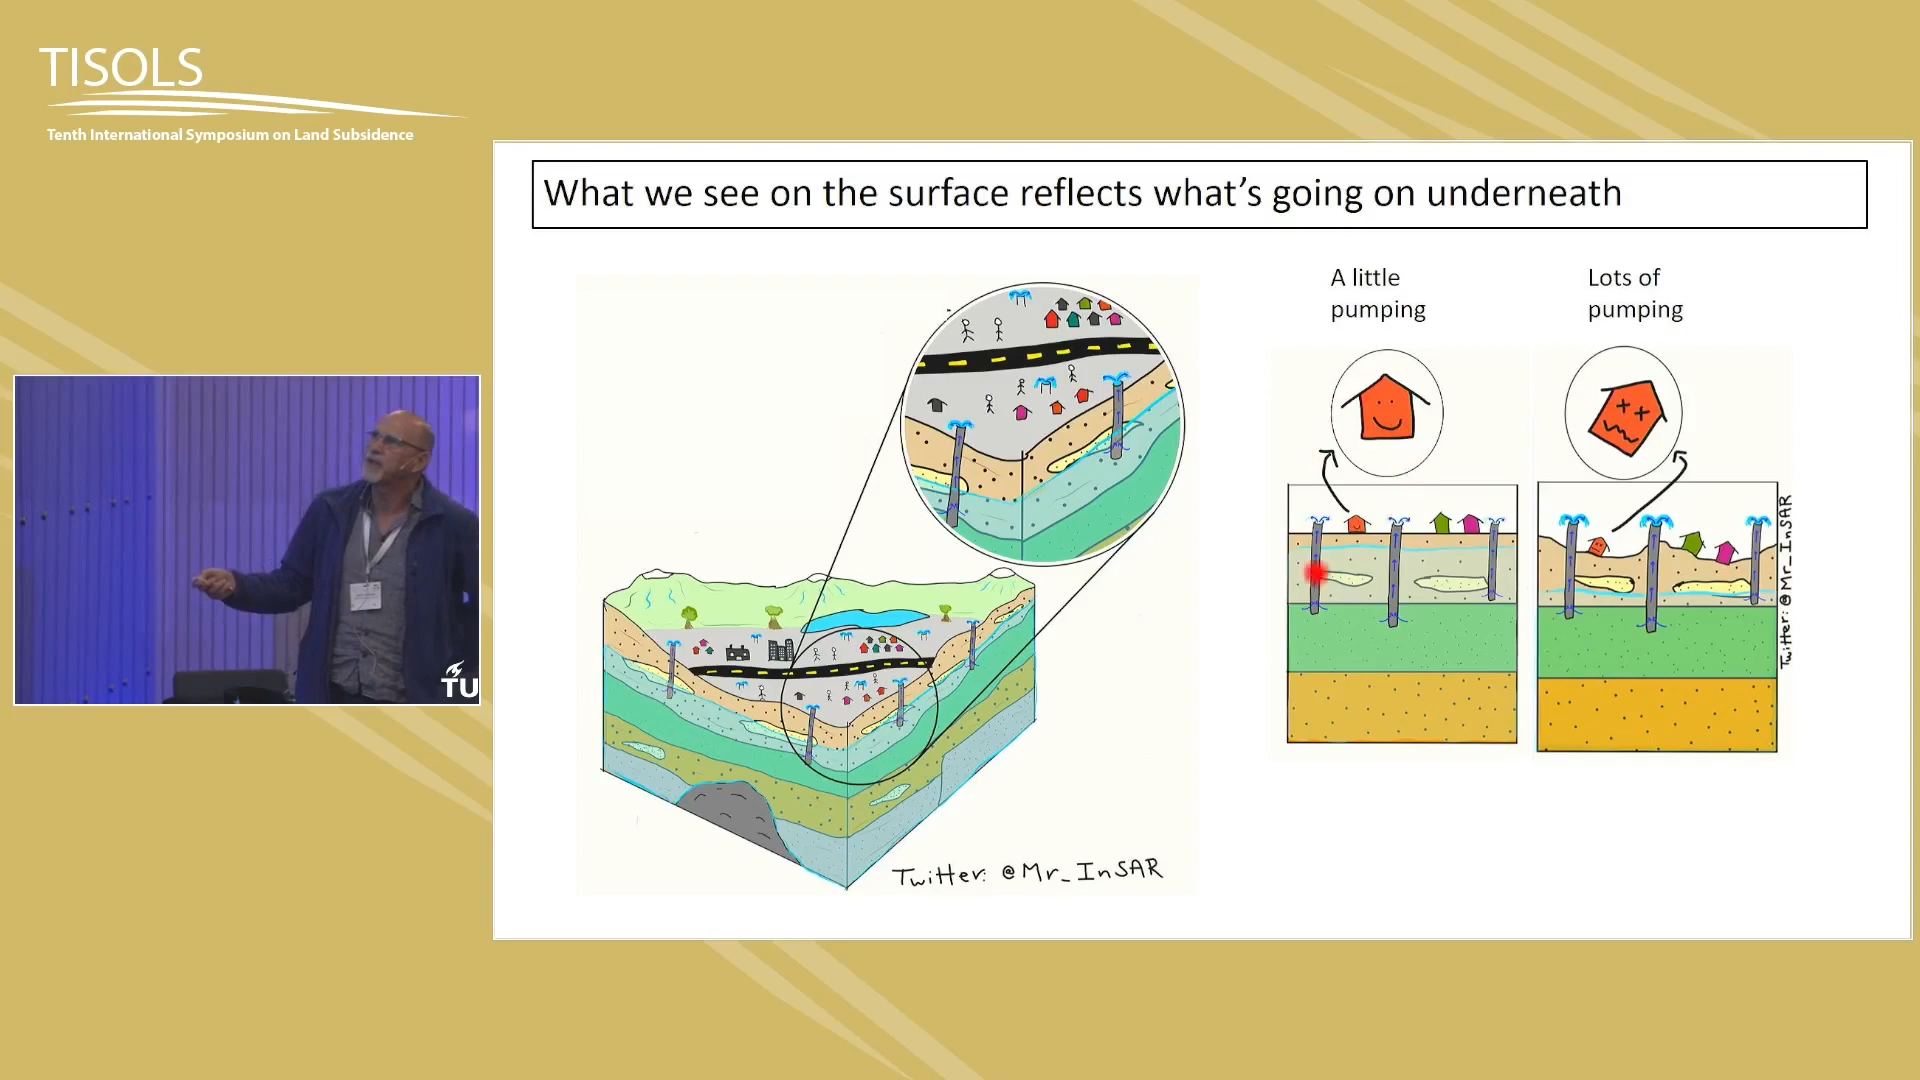 TISOLS
Tenth International Symposium on Land Subsidence
What we see on the surface reflects what's going on underneath
A little
pumping
Lots of
pumping
Twitter: @Mr_InSAR
Twitter: @Mr_InSAR
TU